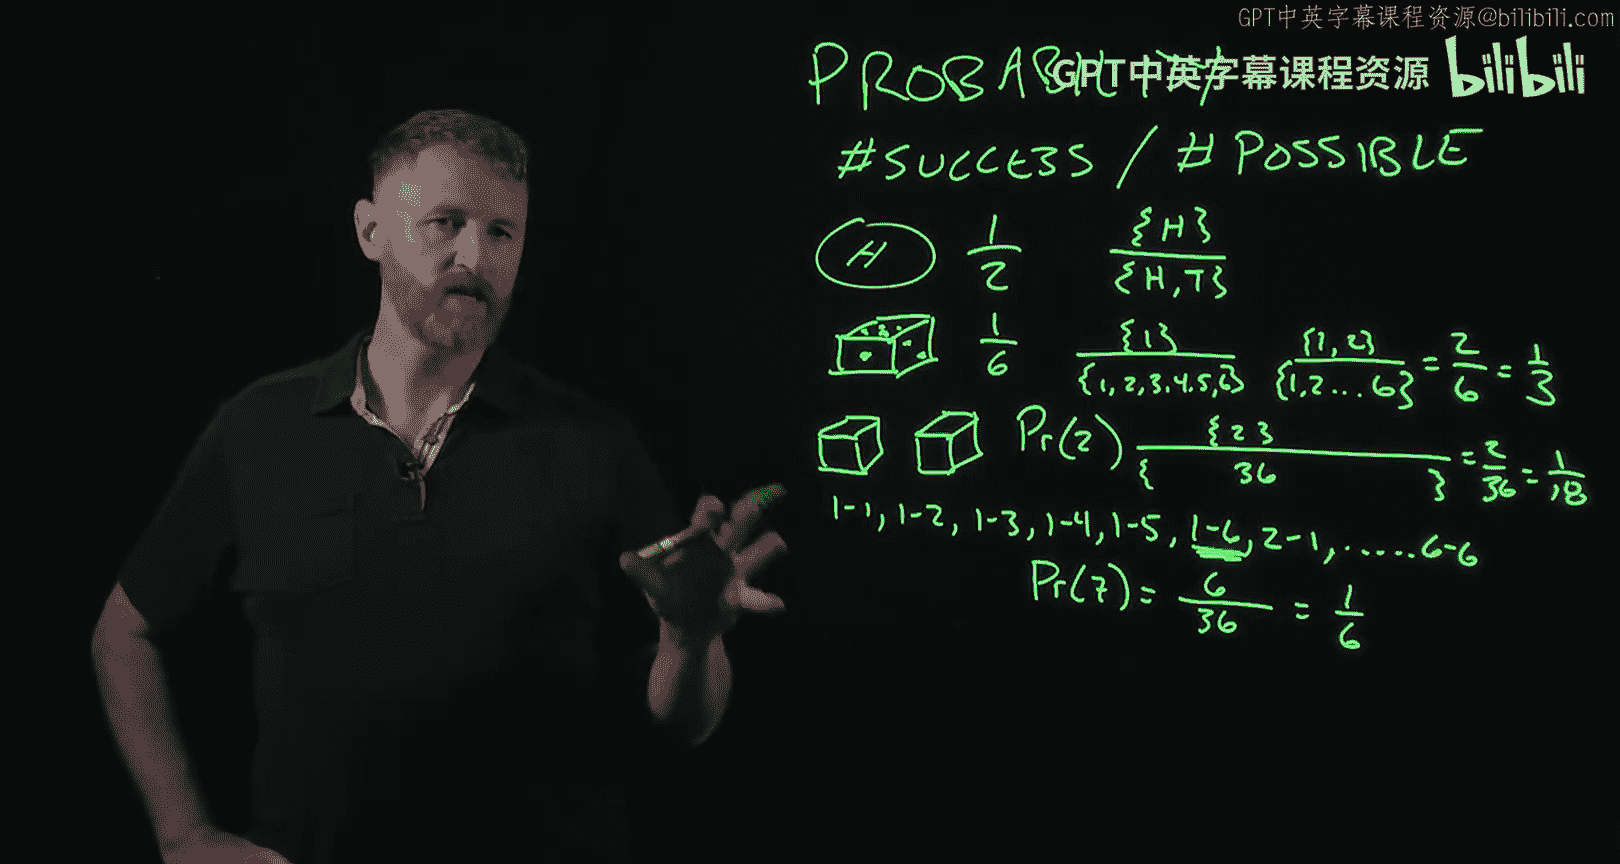 GPT中英字幕课程资源@bilibili.com
GPT中英字幕课程资源 bilibili
PROBABILITY
#SUCCESS / # POSSIBLE
H 1/2 {H}/{H,T}
1/6 {1}/{1,2,3,4,5,6} {1,2}/{1,2...6} = 2/6 = 1/3
Pr(2) {2}/{36} = 2/36 = 1/18
1-1, 1-2, 1-3, 1-4, 1-5, 1-6, 2-1, ......6-6
Pr(7) = 6/36 = 1/6